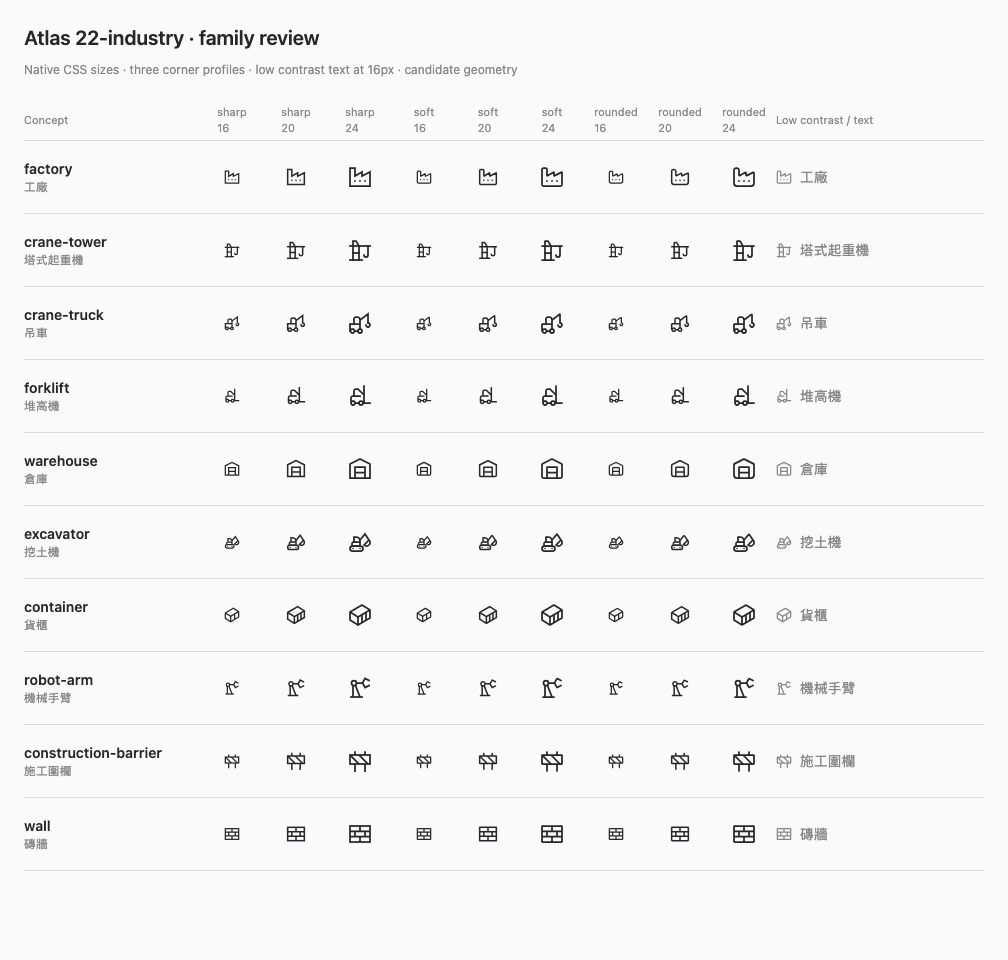 Atlas 22-industry · family review
Native CSS sizes · three corner profiles · low contrast text at 16px · candidate geometry
Concept sharp 16 sharp 20 sharp 24 soft 16 soft 20 soft 24 rounded 16 rounded 20 rounded 24 Low contrast / text
factory
工廠
工廠
crane-tower
塔式起重機
塔式起重機
crane-truck
吊車
吊車
forklift
堆高機
堆高機
warehouse
倉庫
倉庫
excavator
挖土機
挖土機
container
貨櫃
貨櫃
robot-arm
機械手臂
機械手臂
construction-barrier
施工圍欄
施工圍欄
wall
磚牆
磚牆